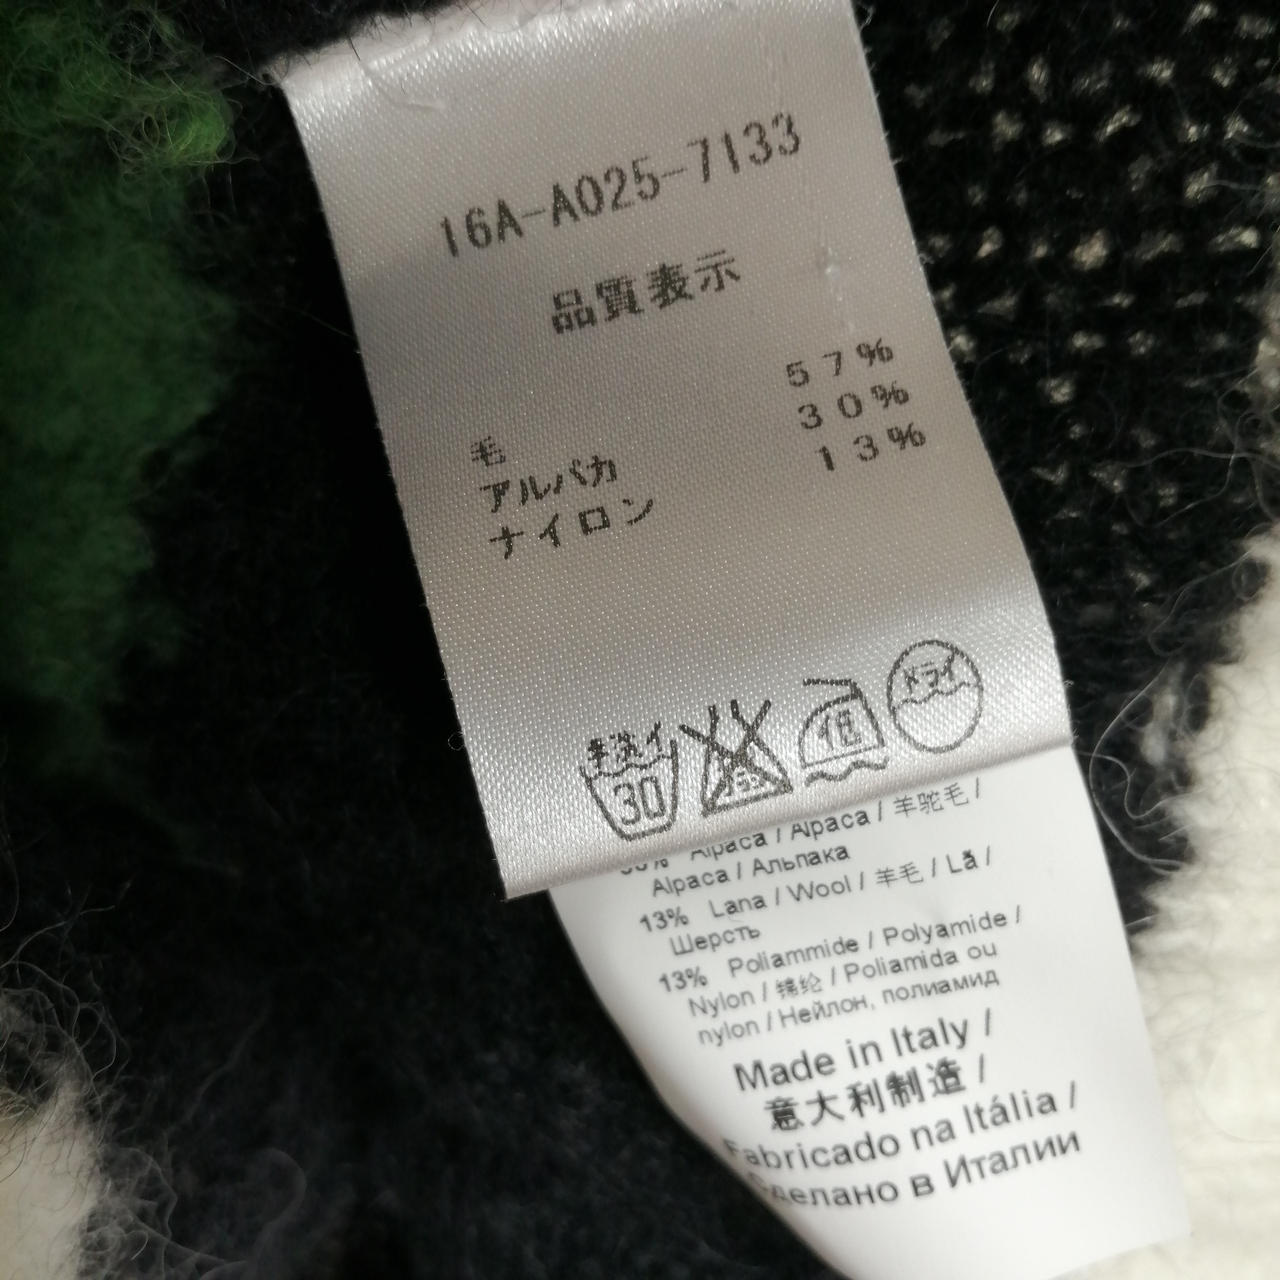 16A-A025-7133
品質表示
毛 57%
アルパカ 30%
ナイロン 13%
手洗イ
30
低
ドライ
Alpaca / Alpaca / 羊驼毛 /
Alpaca / Альпака
13% Lana / Wool / 羊毛 / Lã /
Шерсть
13% Poliammide / Polyamide /
Nylon / 锦纶 / Poliamida ou
nylon / Нейлон, полиамид
Made in Italy /
意大利制造 /
Fabricado na Itália /
Сделано в Италии